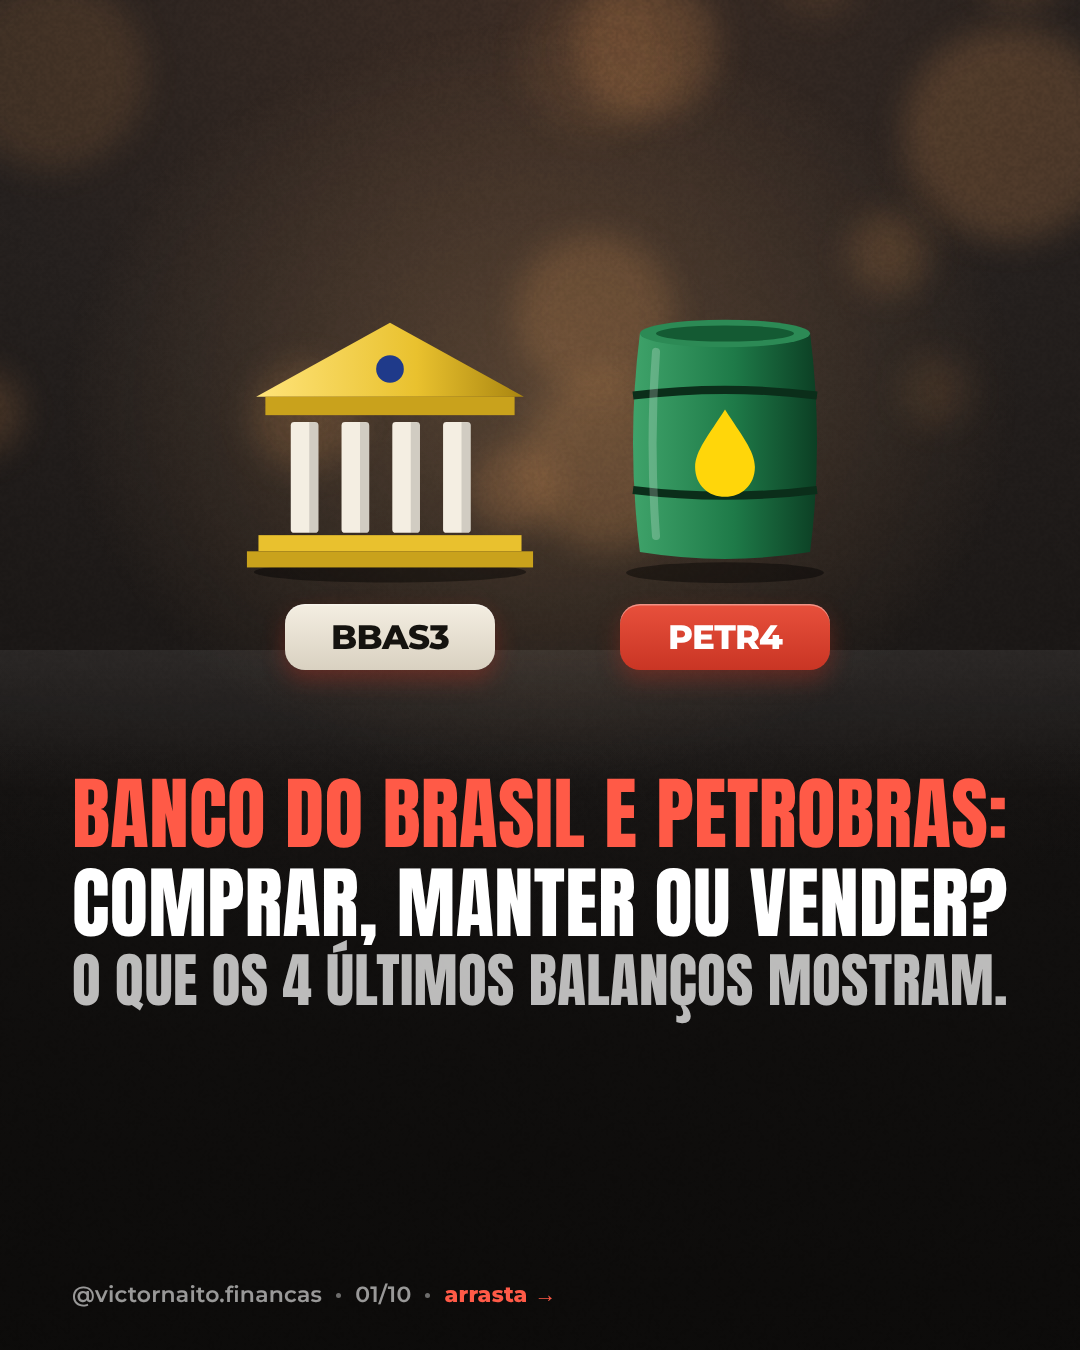 BBAS3
PETR4
BANCO DO BRASIL E PETROBRAS:
COMPRAR, MANTER OU VENDER?
O QUE OS 4 ÚLTIMOS BALANÇOS MOSTRAM.
@victornaito.financas • 01/10 • arrasta →